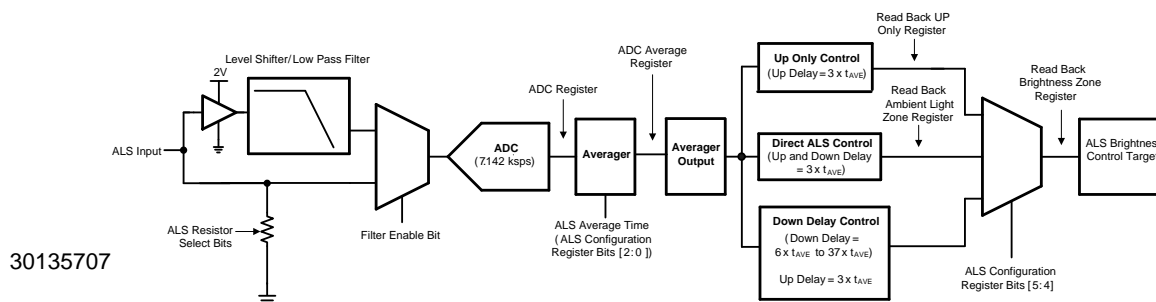 Level Shifter/Low Pass Filter
2V
ALS Input
ALS Resistor
Select Bits
Filter Enable Bit
ADC
(7.142 ksps)
ADC Register
Averager
ALS Average Time
( ALS Configuration
Register Bits [ 2: 0 ])
ADC Average
Register
Averager
Output
Up Only Control
(Up Delay = 3 x tAVE)
Direct ALS Control
(Up and Down Delay
= 3 x tAVE)
Down Delay Control
(Down Delay =
6 x tAVE to 37 x tAVE)
Up Delay = 3 x tAVE
Read Back UP
Only Register
Read Back
Ambient Light
Zone Register
Read Back
Brightness Zone
Register
ALS Configuration
Register Bits [ 5: 4 ]
ALS Brightness
Control Target
30135707